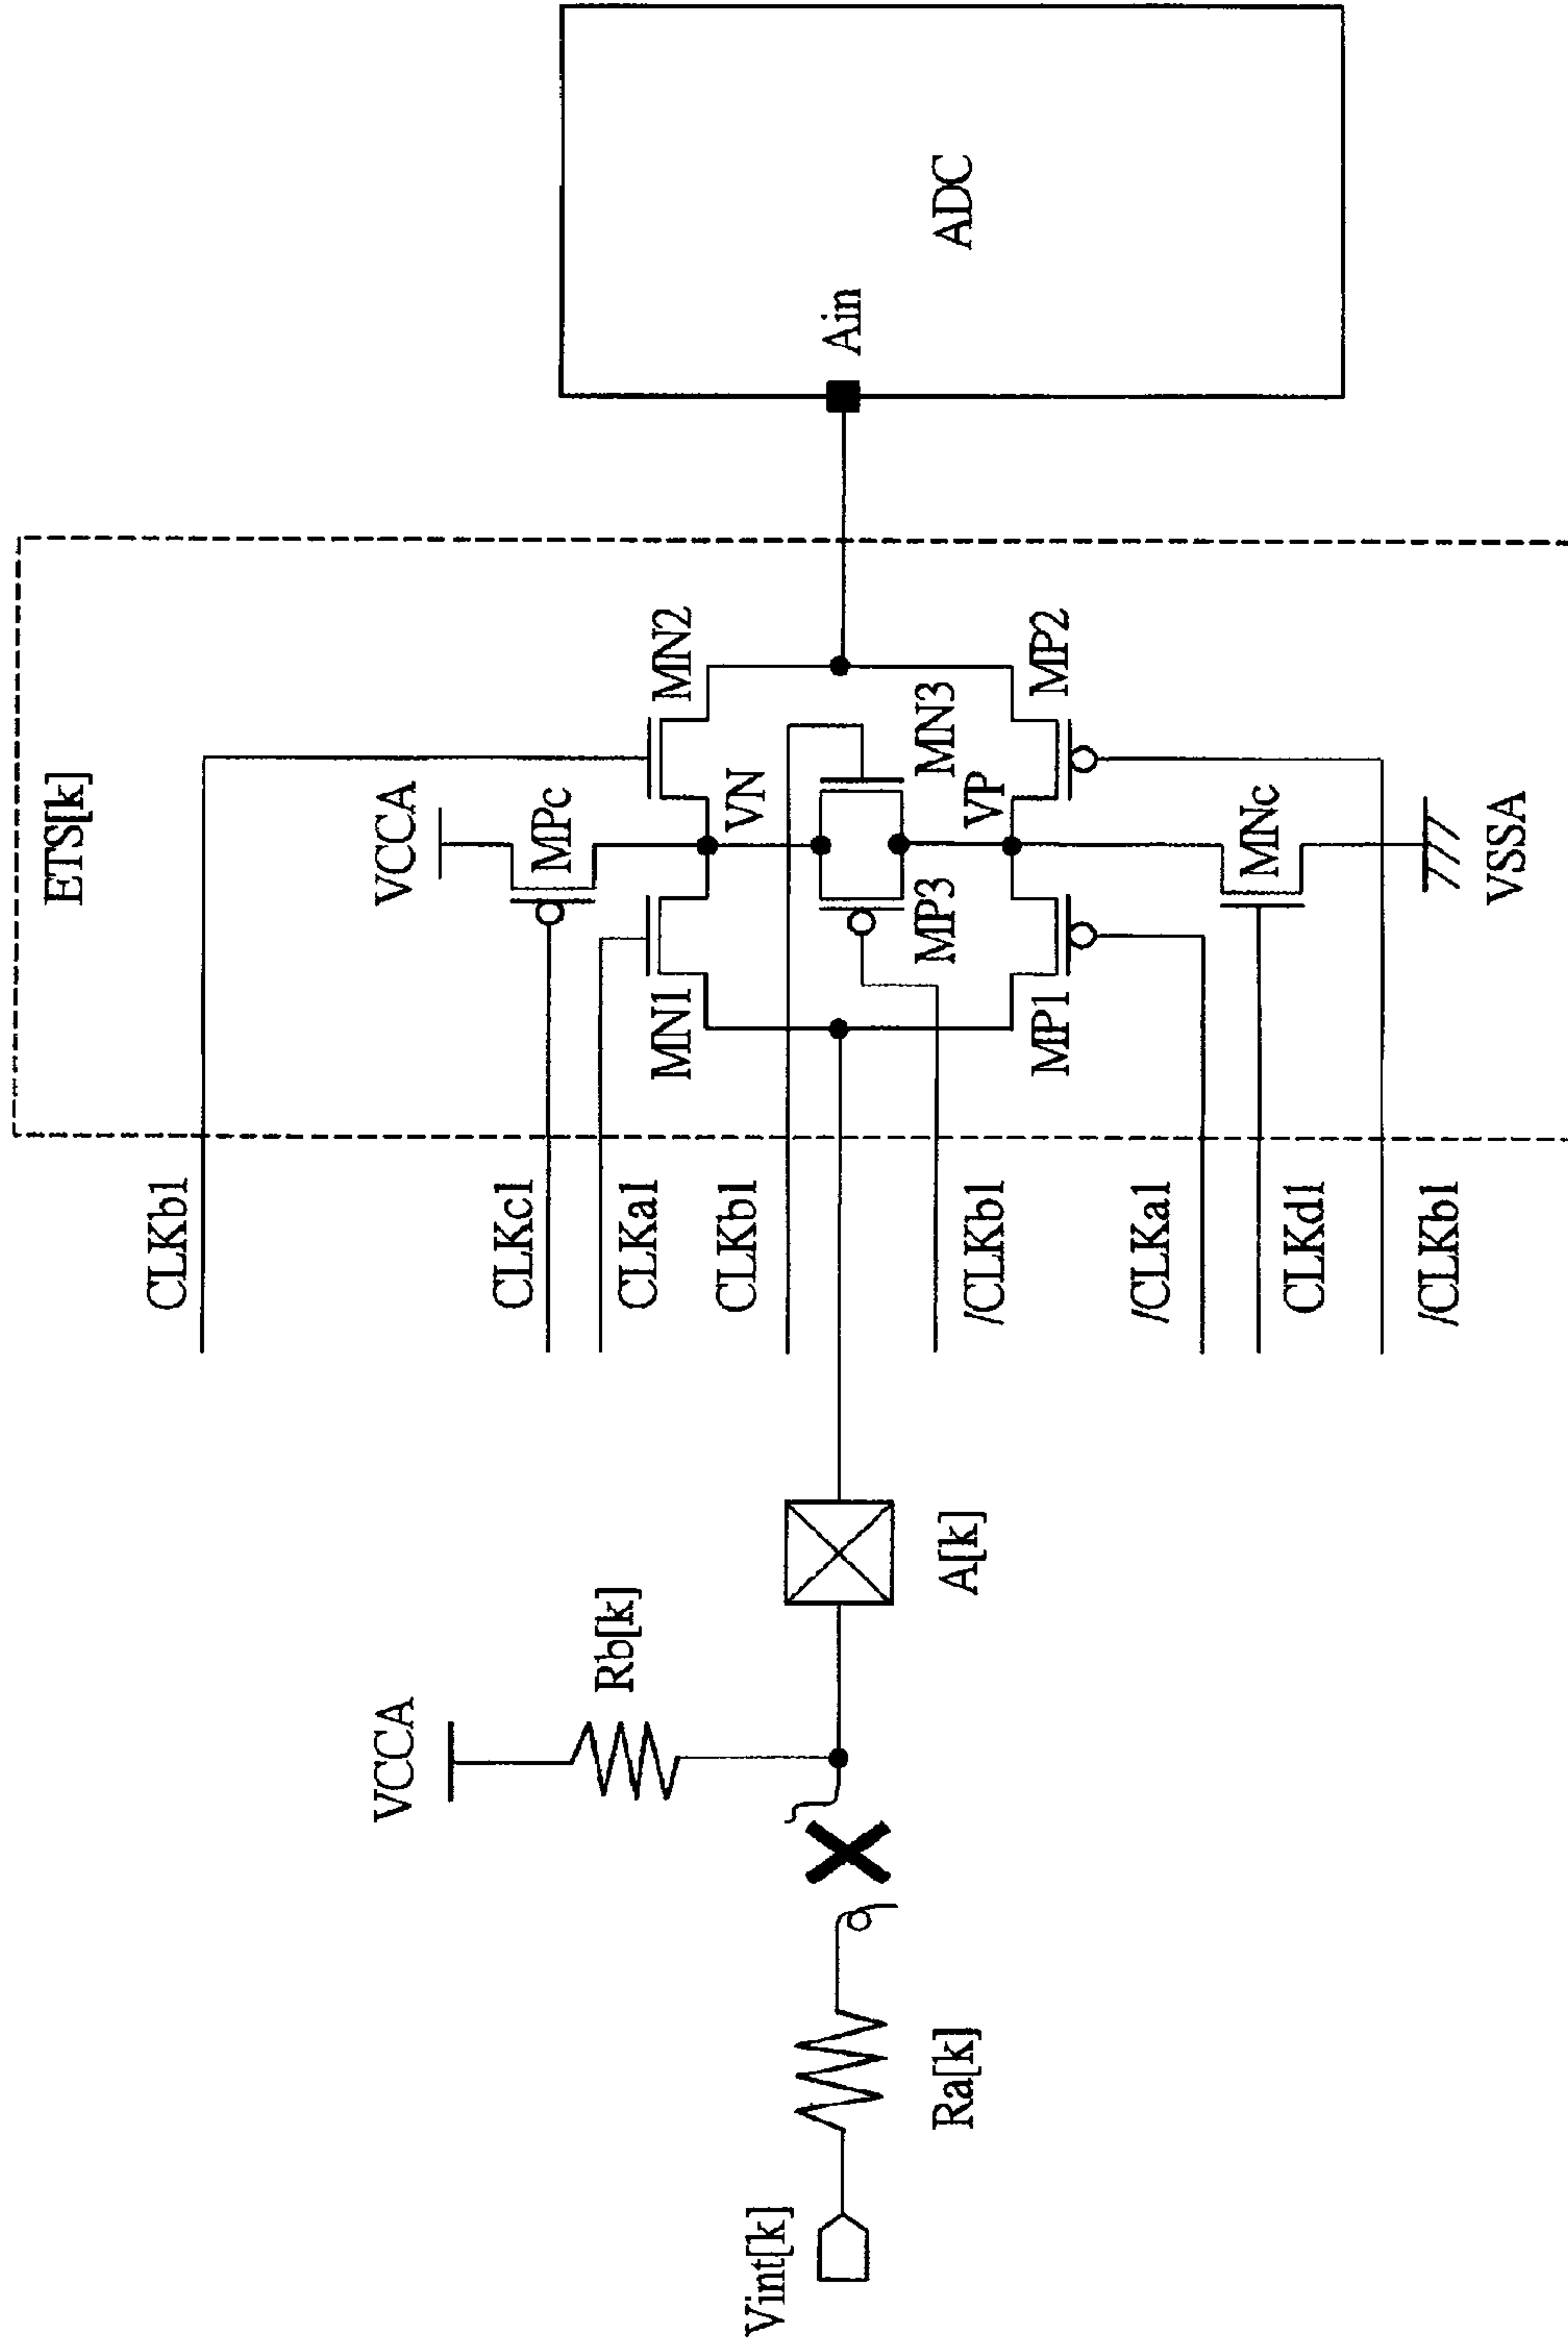 ETS[k]
CLKb1
VCCA
MPc
CLKc1
CLKa1
MN1
MN2
VN
CLKb1
MP3
MN3
/CLKb1
VP
MP1
MP2
/CLKa1
MNc
CLKd1
VSSA
/CLKb1
Ain
ADC
VCCA
Rb[k]
A[k]
Ra[k]
Vint[k]